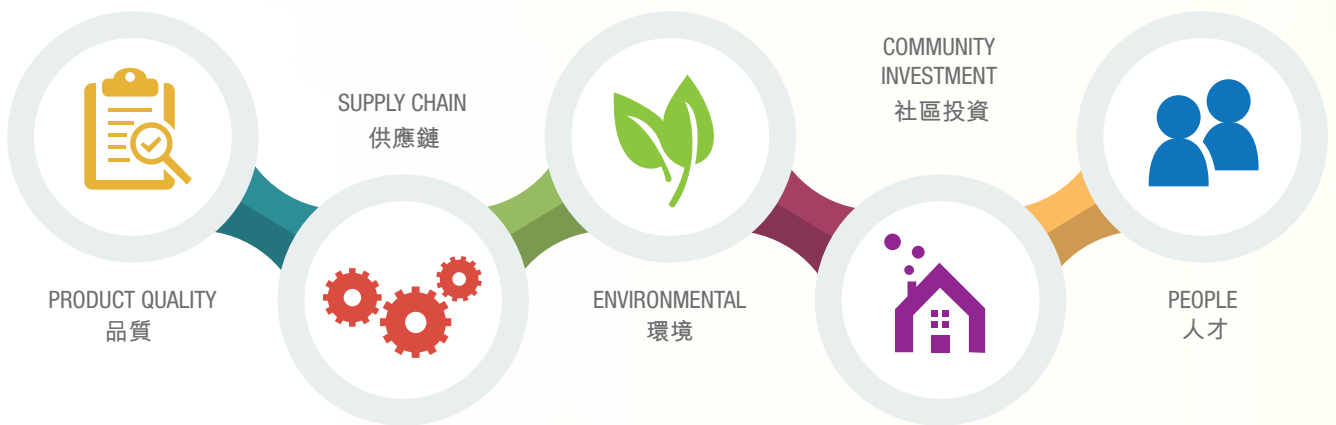 PRODUCT QUALITY
品質
SUPPLY CHAIN
供應鏈
ENVIRONMENTAL
環境
COMMUNITY
INVESTMENT
社區投資
PEOPLE
人才